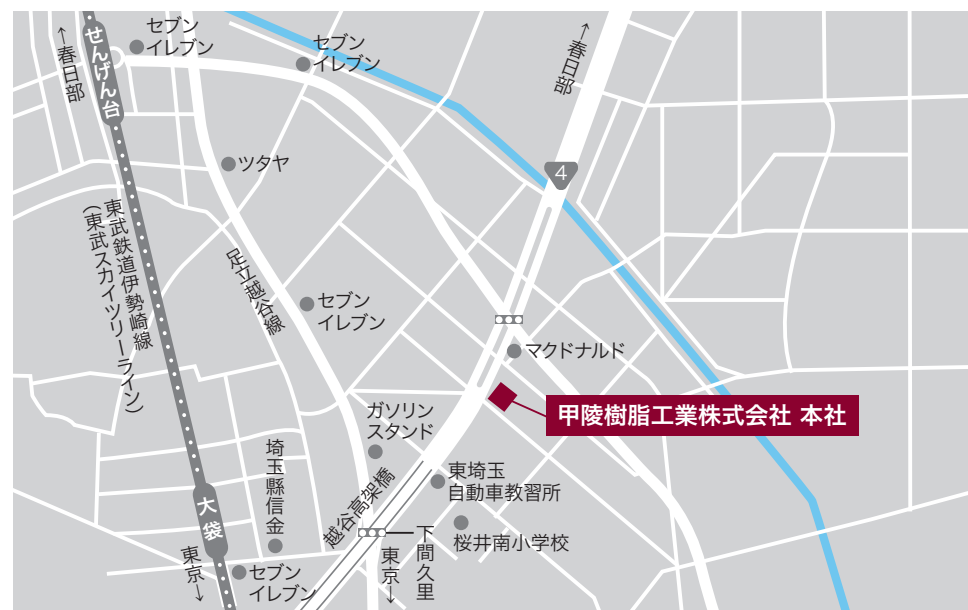 セブン
イレブン
セブン
イレブン
←春日部
せんげん台
←春日部
4
ツタヤ
東武鉄道伊勢崎線
(東武スカイツリーライン)
足立越谷線
セブン
イレブン
マクドナルド
甲陵樹脂工業株式会社 本社
ガソリン
スタンド
埼玉縣信金
越谷高架橋
東埼玉
自動車教習所
大袋
下間久里
桜井南小学校
東京→
セブン
イレブン
東京→